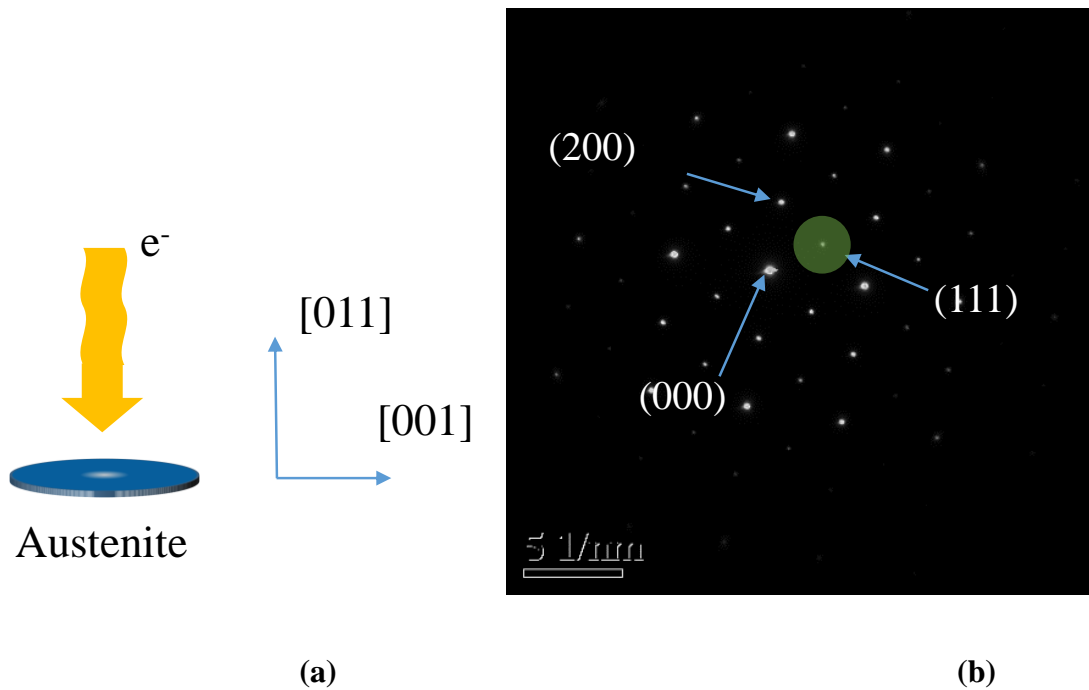 e-
[011]
[001]
Austenite
(200)
(111)
(000)
5 1/nm
(a)
(b)